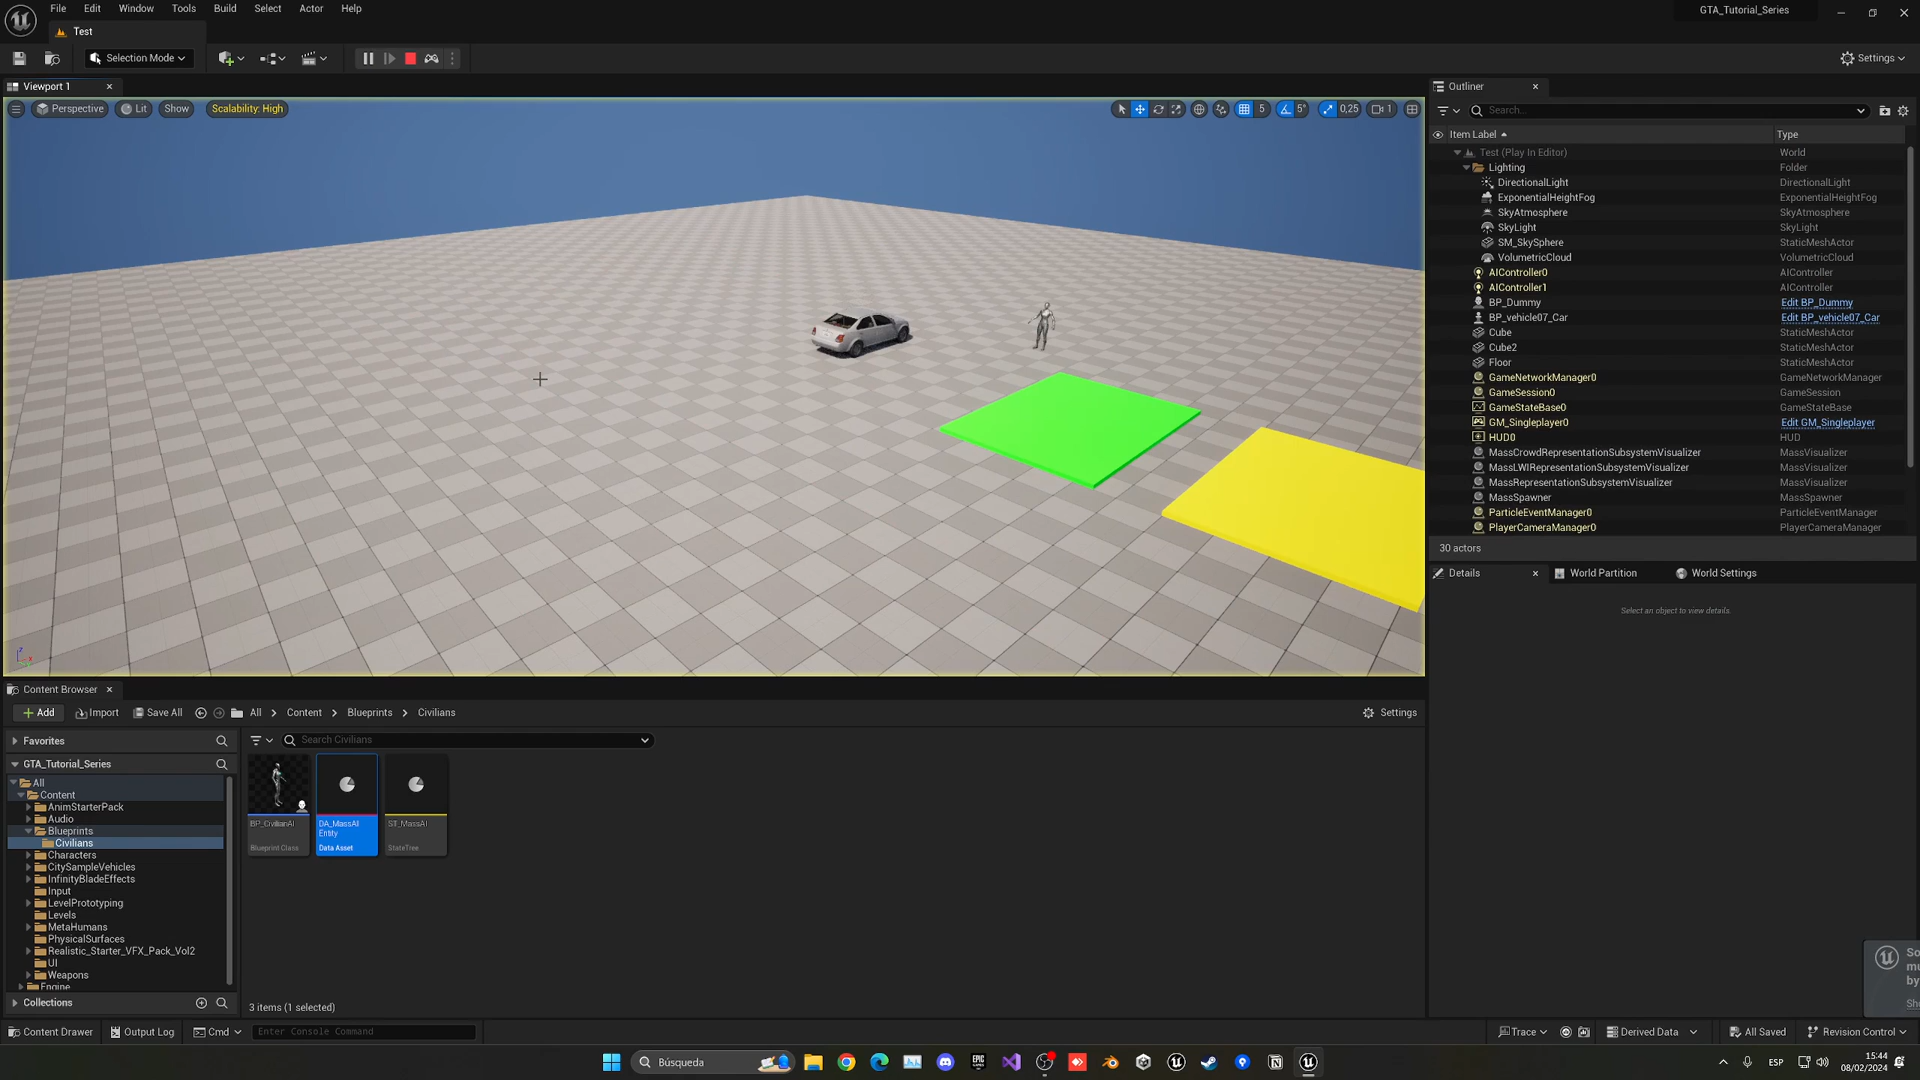 File Edit Window Tools Build Select Actor Help
GTA_Tutorial_Series
Test
Selection Mode
Settings
Viewport 1
Perspective Lit Show Scalability: High
5 5° 0,25 1
Outliner
Search...
Item Label Type
Test (Play In Editor) World
Lighting Folder
DirectionalLight DirectionalLight
ExponentialHeightFog ExponentialHeightFog
SkyAtmosphere SkyAtmosphere
SkyLight SkyLight
SM_SkySphere StaticMeshActor
VolumetricCloud VolumetricCloud
AIController0 AIController
AIController1 AIController
BP_Dummy Edit BP_Dummy
BP_vehicle07_Car Edit BP_vehicle07_Car
Cube StaticMeshActor
Cube2 StaticMeshActor
Floor StaticMeshActor
GameNetworkManager0 GameNetworkManager
GameSession0 GameSession
GameStateBase0 GameStateBase
GM_Singleplayer0 Edit GM_Singleplayer
HUD0 HUD
MassCrowdRepresentationSubsystemVisualizer MassVisualizer
MassLWIRepresentationSubsystemVisualizer MassVisualizer
MassRepresentationSubsystemVisualizer MassVisualizer
MassSpawner MassSpawner
ParticleEventManager0 ParticleEventManager
PlayerCameraManager0 PlayerCameraManager
30 actors
Details World Partition World Settings
Select an object to view details.
Content Browser
Add Import Save All All Content Blueprints Civilians Settings
Favorites
Search Civilians
GTA_Tutorial_Series
All
Content
AnimStarterPack
Audio
Blueprints
Civilians
Characters
CitySampleVehicles
InfinityBladeEffects
Input
LevelPrototyping
Levels
MetaHumans
PhysicalSurfaces
Realistic_Starter_VFX_Pack_Vol2
UI
Weapons
Engine
Collections
BP_CivilianAI
Blueprint Class
DA_MassAI
Entity
Data Asset
ST_MassAI
StateTree
3 items (1 selected)
So
mu
by
Sh
Content Drawer Output Log Cmd Enter Console Command
Trace Derived Data All Saved Revision Control
Búsqueda
EPIC
ESP
15:44
08/02/2024